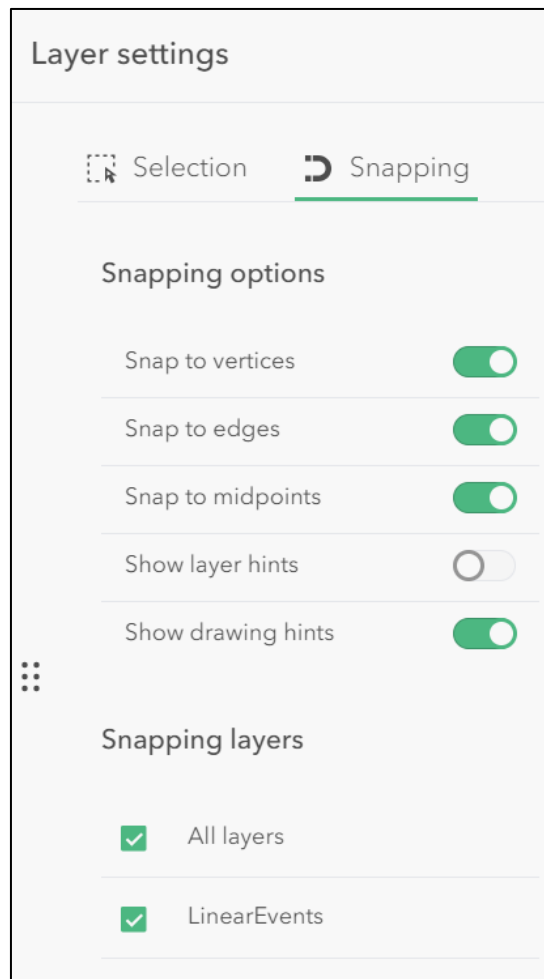 Layer settings
Selection
Snapping
Snapping options
Snap to vertices
Snap to edges
Snap to midpoints
Show layer hints
Show drawing hints
Snapping layers
All layers
LinearEvents